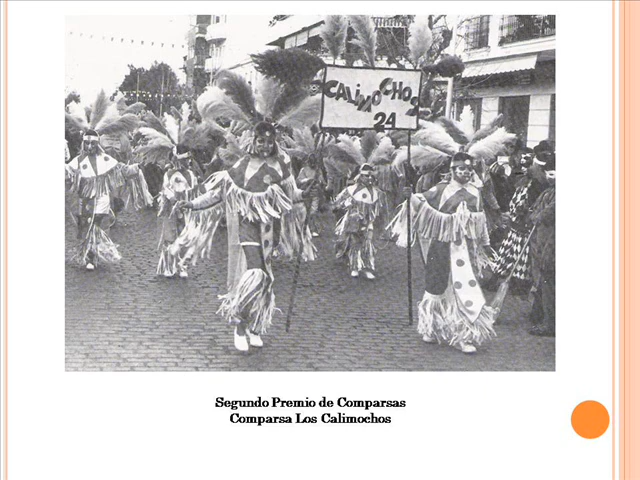 CALIMOCHOS
24
Segundo Premio de Comparsas
Comparsa Los Calimochos